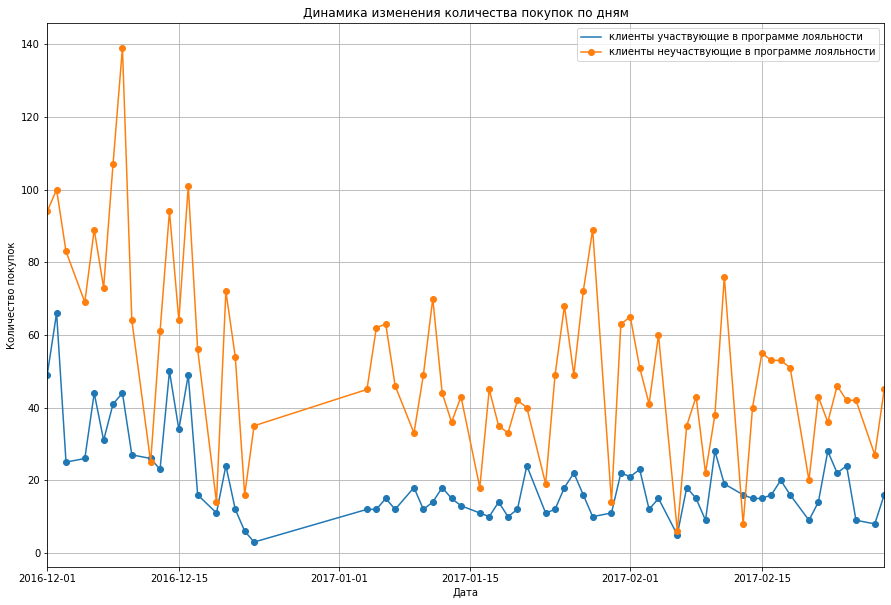 Динамика изменения количества покупок по дням
клиенты участвующие в программе лояльности
клиенты неучаствующие в программе лояльности
Количество покупок
140
120
100
80
60
40
20
0
2016-12-01
2016-12-15
2017-01-01
2017-01-15
2017-02-01
2017-02-15
Дата